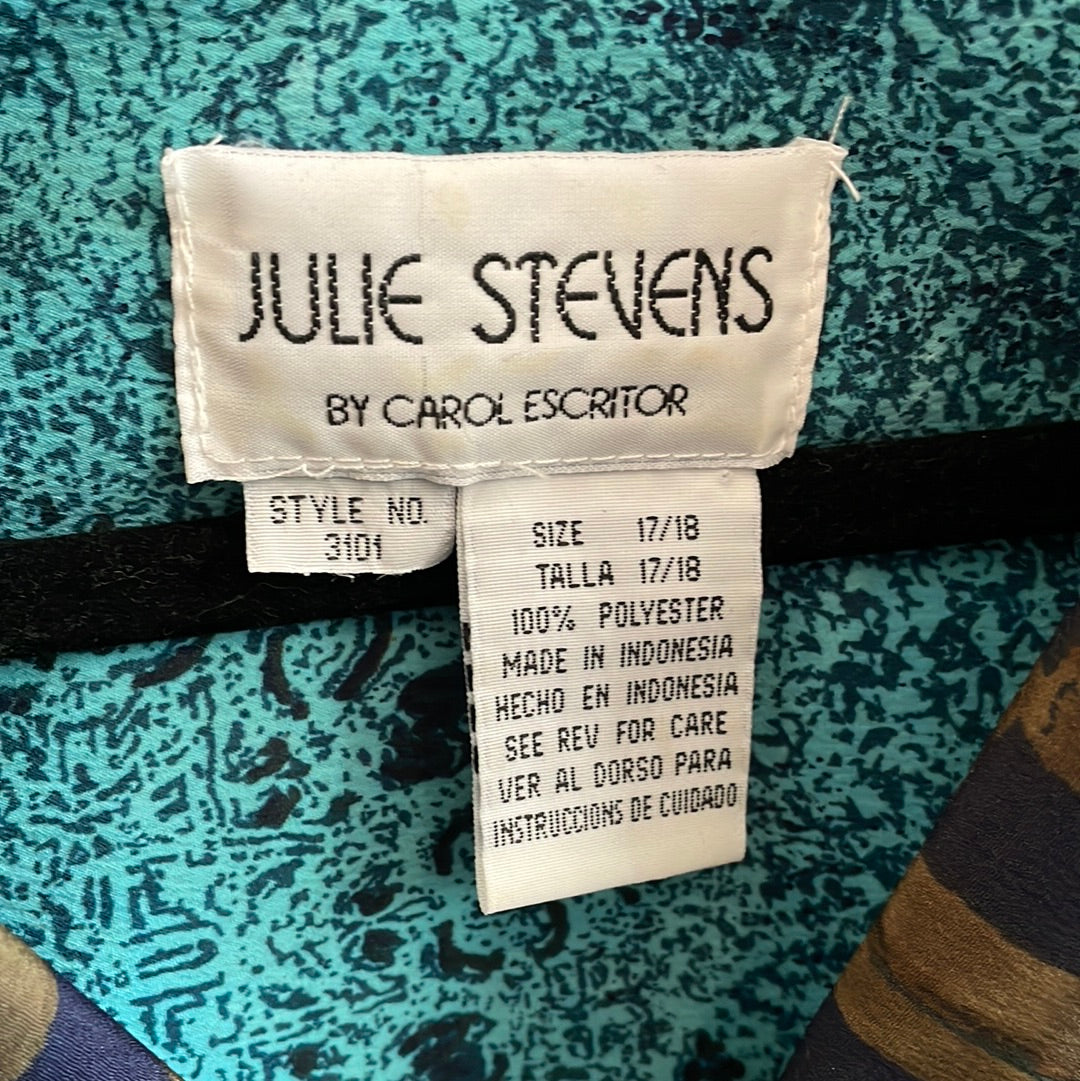 JULIE STEVENS
BY CAROL ESCRITOR
STYLE NO.
3101
SIZE 17/18
TALLA 17/18
100% POLYESTER
MADE IN INDONESIA
HECHO EN INDONESIA
SEE REV FOR CARE
VER AL DORSO PARA
INSTRUCCIONS DE CUIDADO